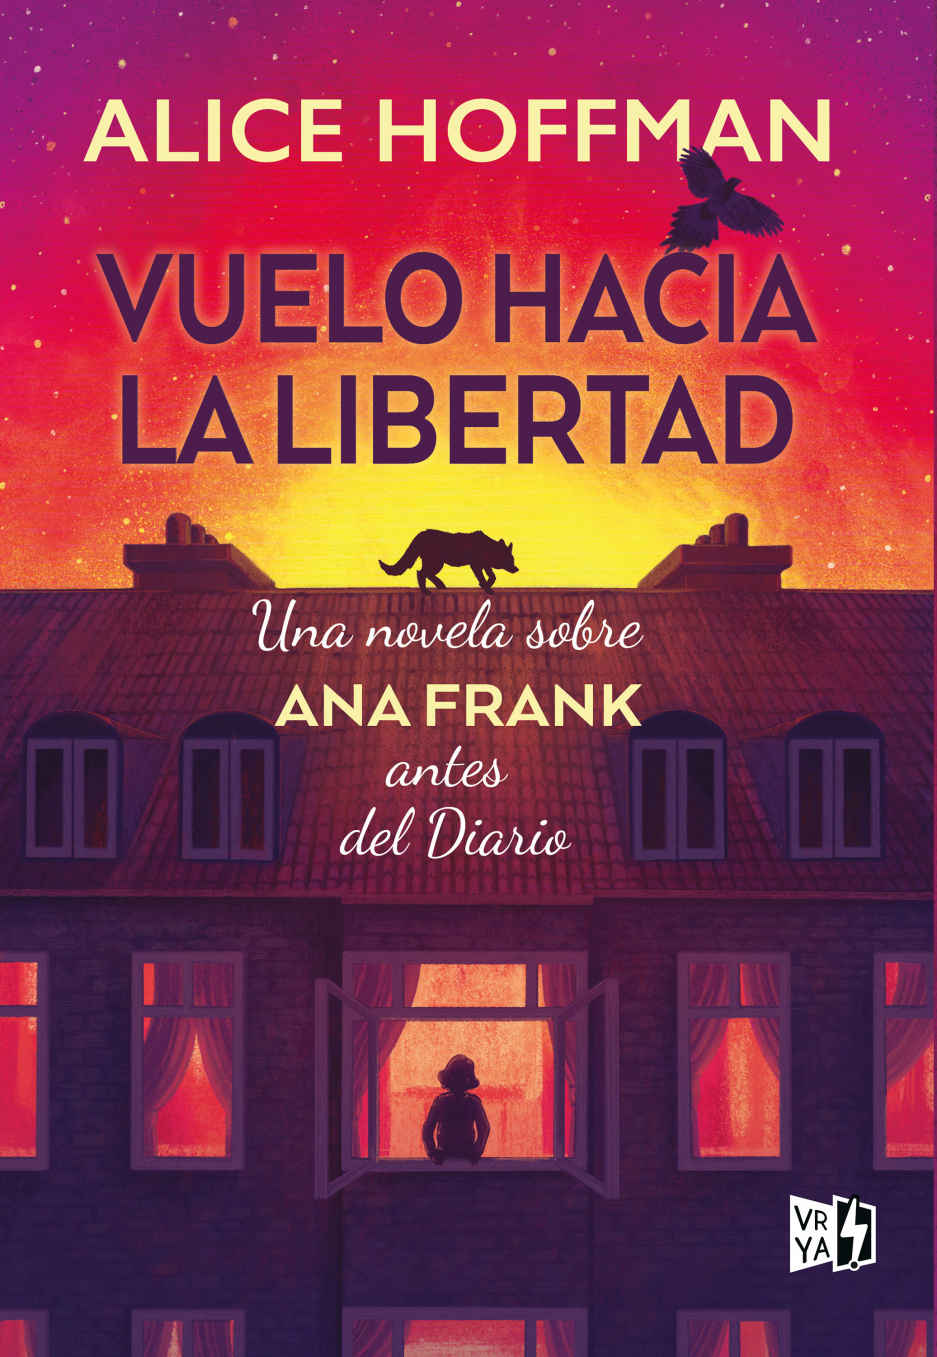 ALICE HOFFMAN
VUELO HACIA
LA LIBERTAD
Una novela sobre
ANA FRANK
antes
del Diario
VR
YA